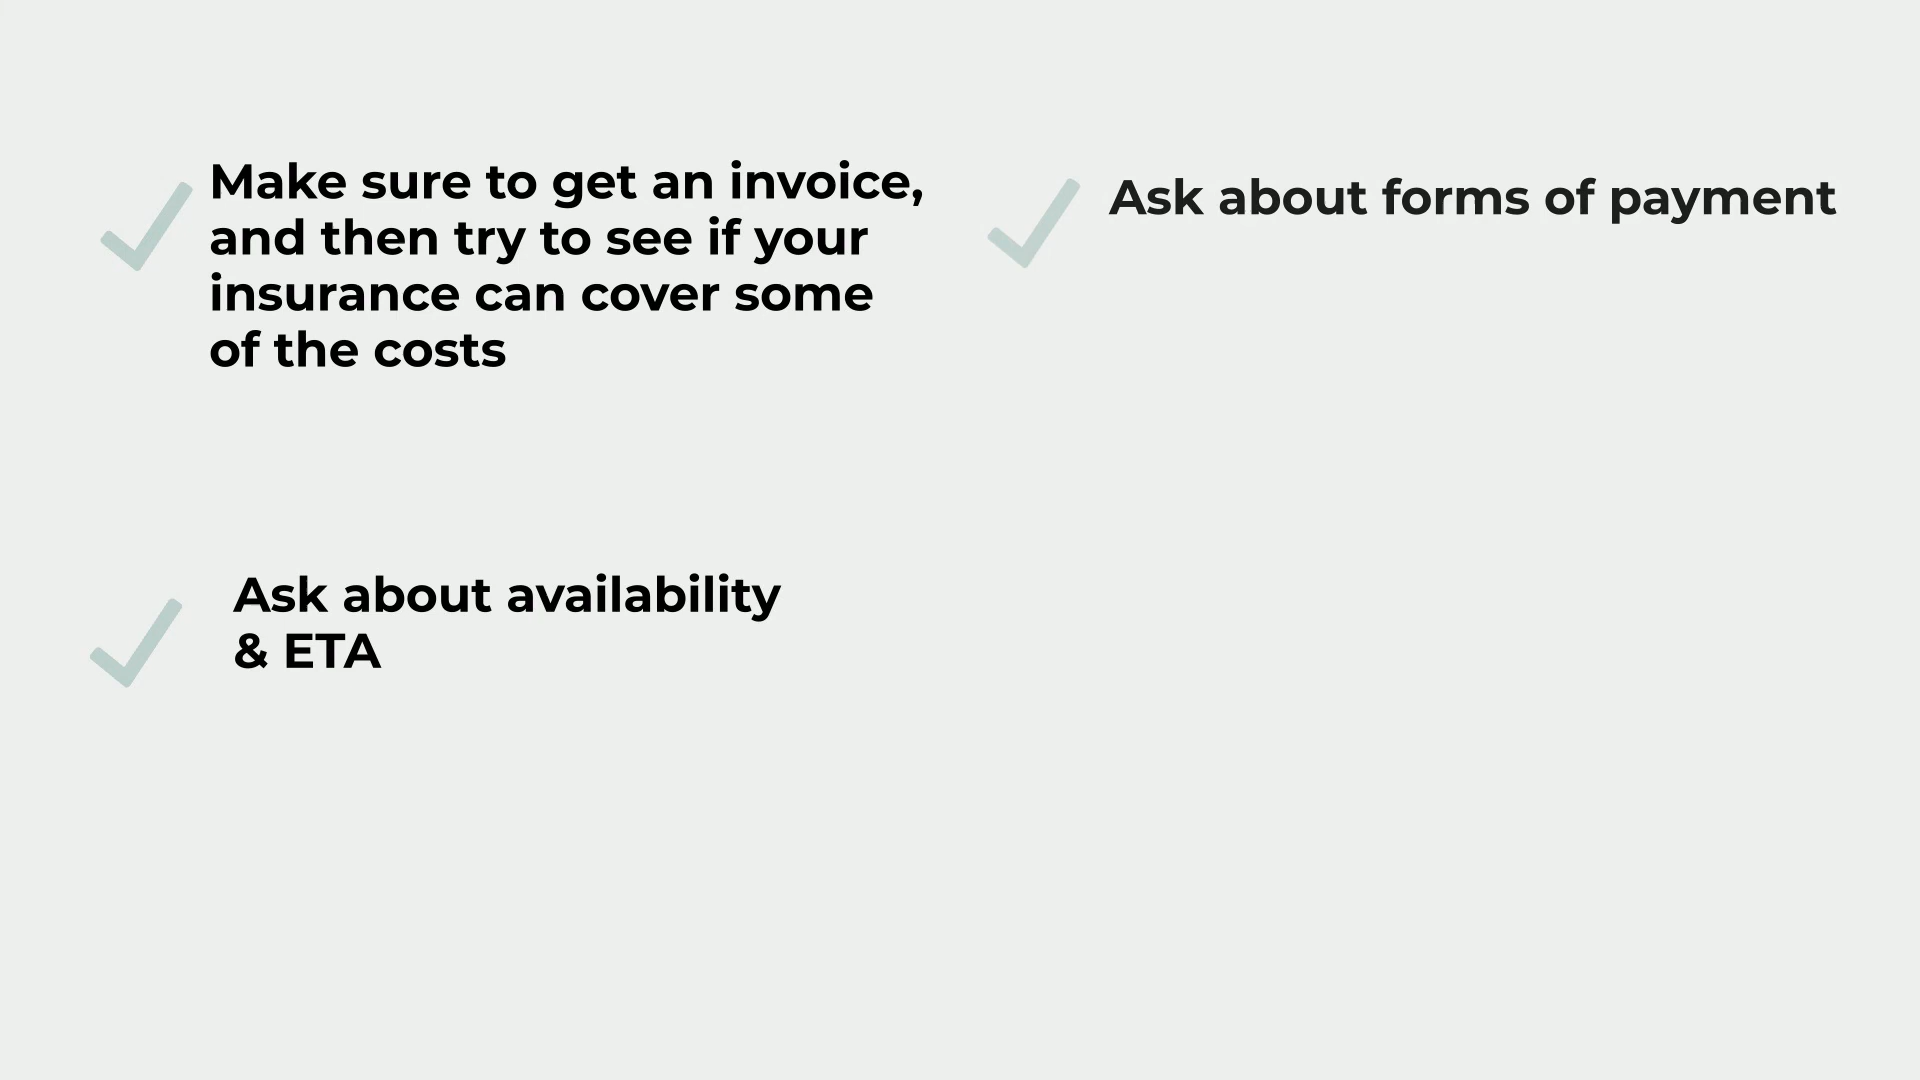 Make sure to get an invoice,
and then try to see if your
insurance can cover some
of the costs
Ask about availability
& ETA
Ask about forms of payment